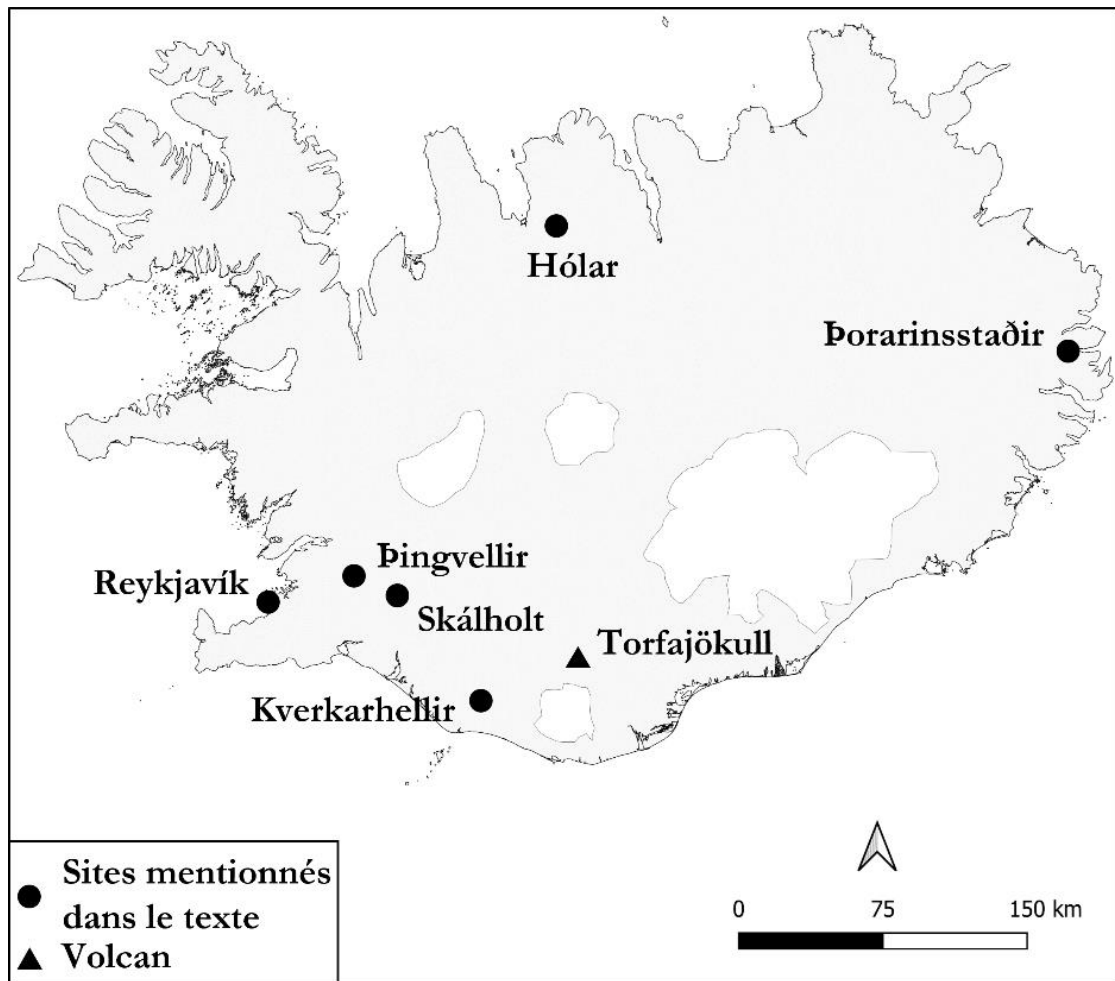 Hólar
Þorarinsstaðir
Þingvellir
Reykjavík
Skálholt
Torfajökull
Kverkarhellir
Sites mentionnés
dans le texte
Volcan
0 75 150 km